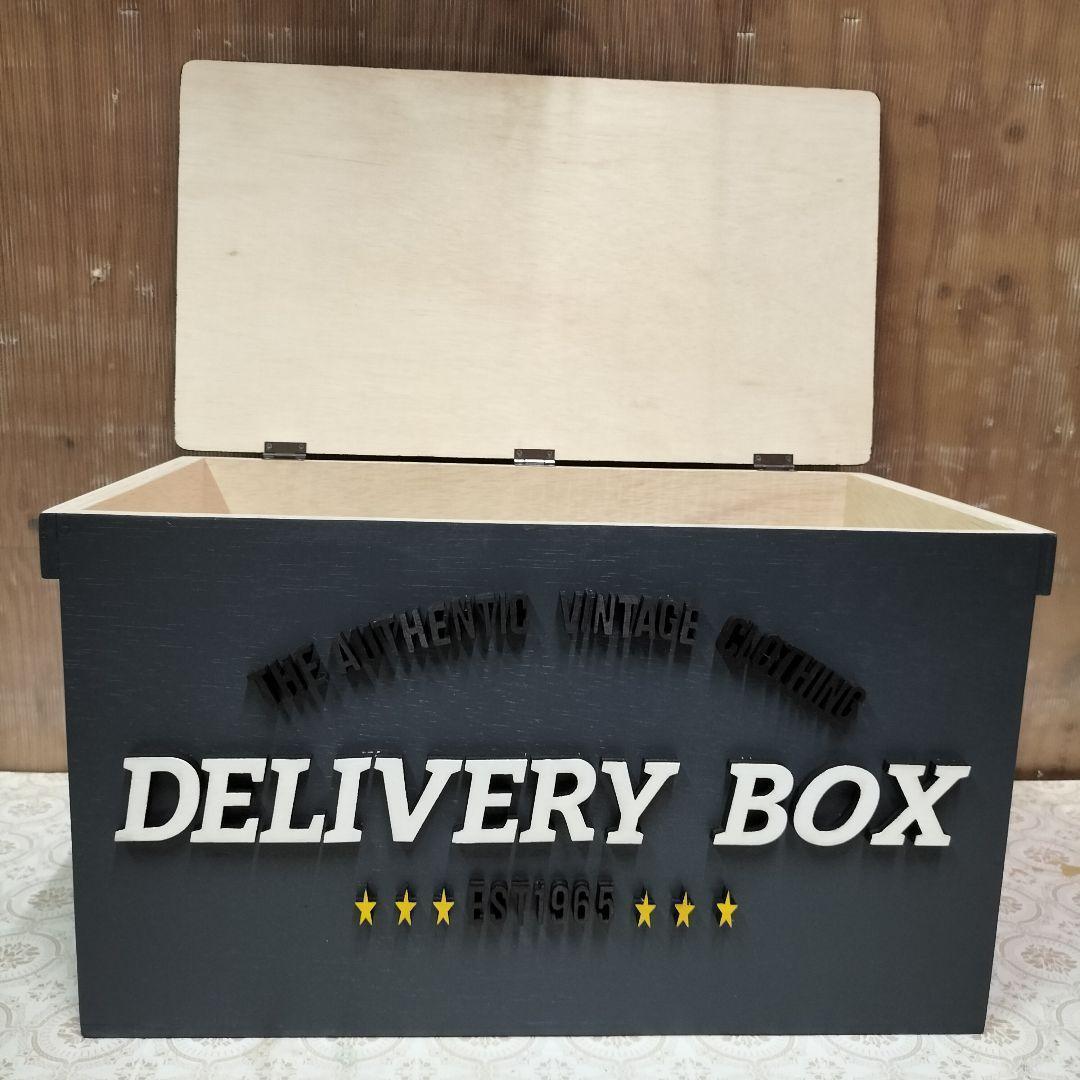 THE AUTHENTIC VINTAGE CLOTHING
DELIVERY BOX
★★★ EST1965 ★★★